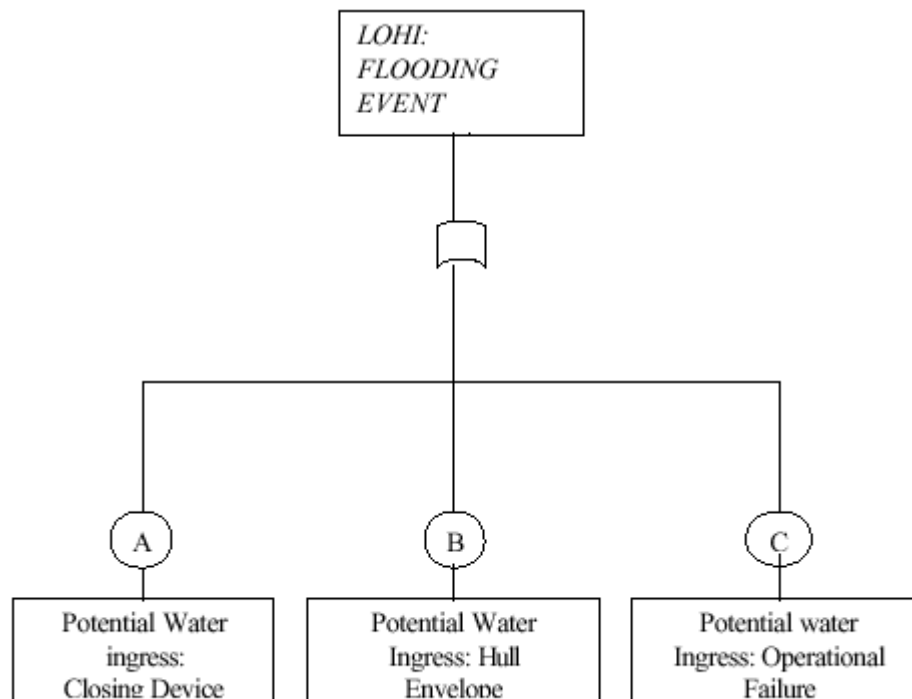 LOHI:
FLOODING
EVENT
A
B
C
Potential Water
ingress:
Closing Device
Potential Water
Ingress: Hull
Envelope
Potential water
Ingress: Operational
Failure